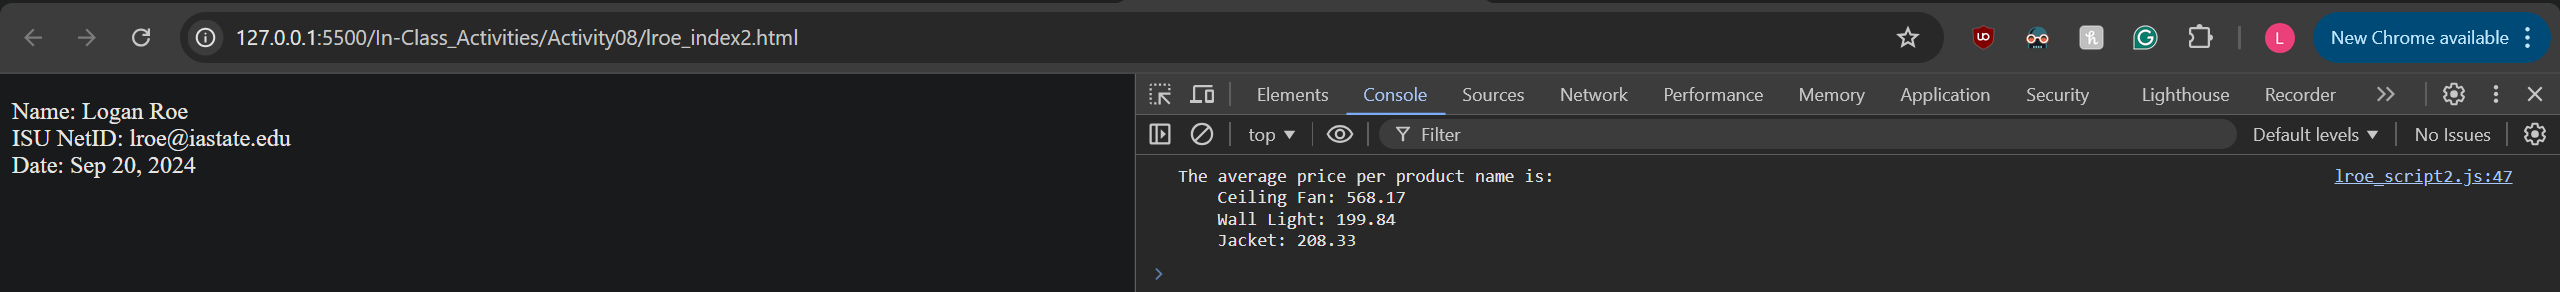 127.0.0.1:5500/In-Class_Activities/Activity08/lroe_index2.html
L
New Chrome available
Name: Logan Roe
ISU NetID: lroe@iastate.edu
Date: Sep 20, 2024
Elements Console Sources Network Performance Memory Application Security Lighthouse Recorder
top Filter Default levels No Issues
The average price per product name is: lroe_script2.js:47
Ceiling Fan: 568.17
Wall Light: 199.84
Jacket: 208.33